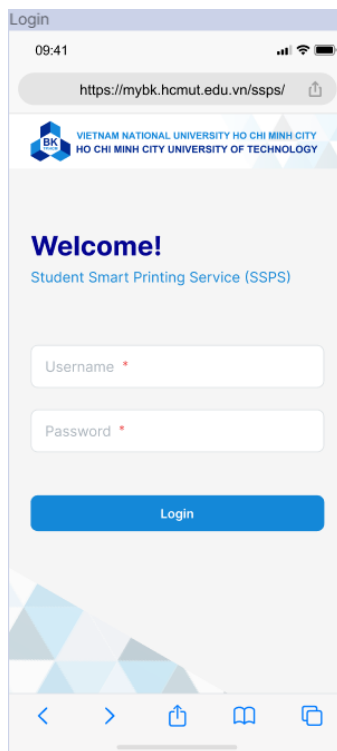 Login
09:41
https://mybk.hcmut.edu.vn/ssps/
BK
VIETNAM NATIONAL UNIVERSITY HO CHI MINH CITY
HO CHI MINH CITY UNIVERSITY OF TECHNOLOGY
Welcome!
Student Smart Printing Service (SSPS)
Username *
Password *
Login